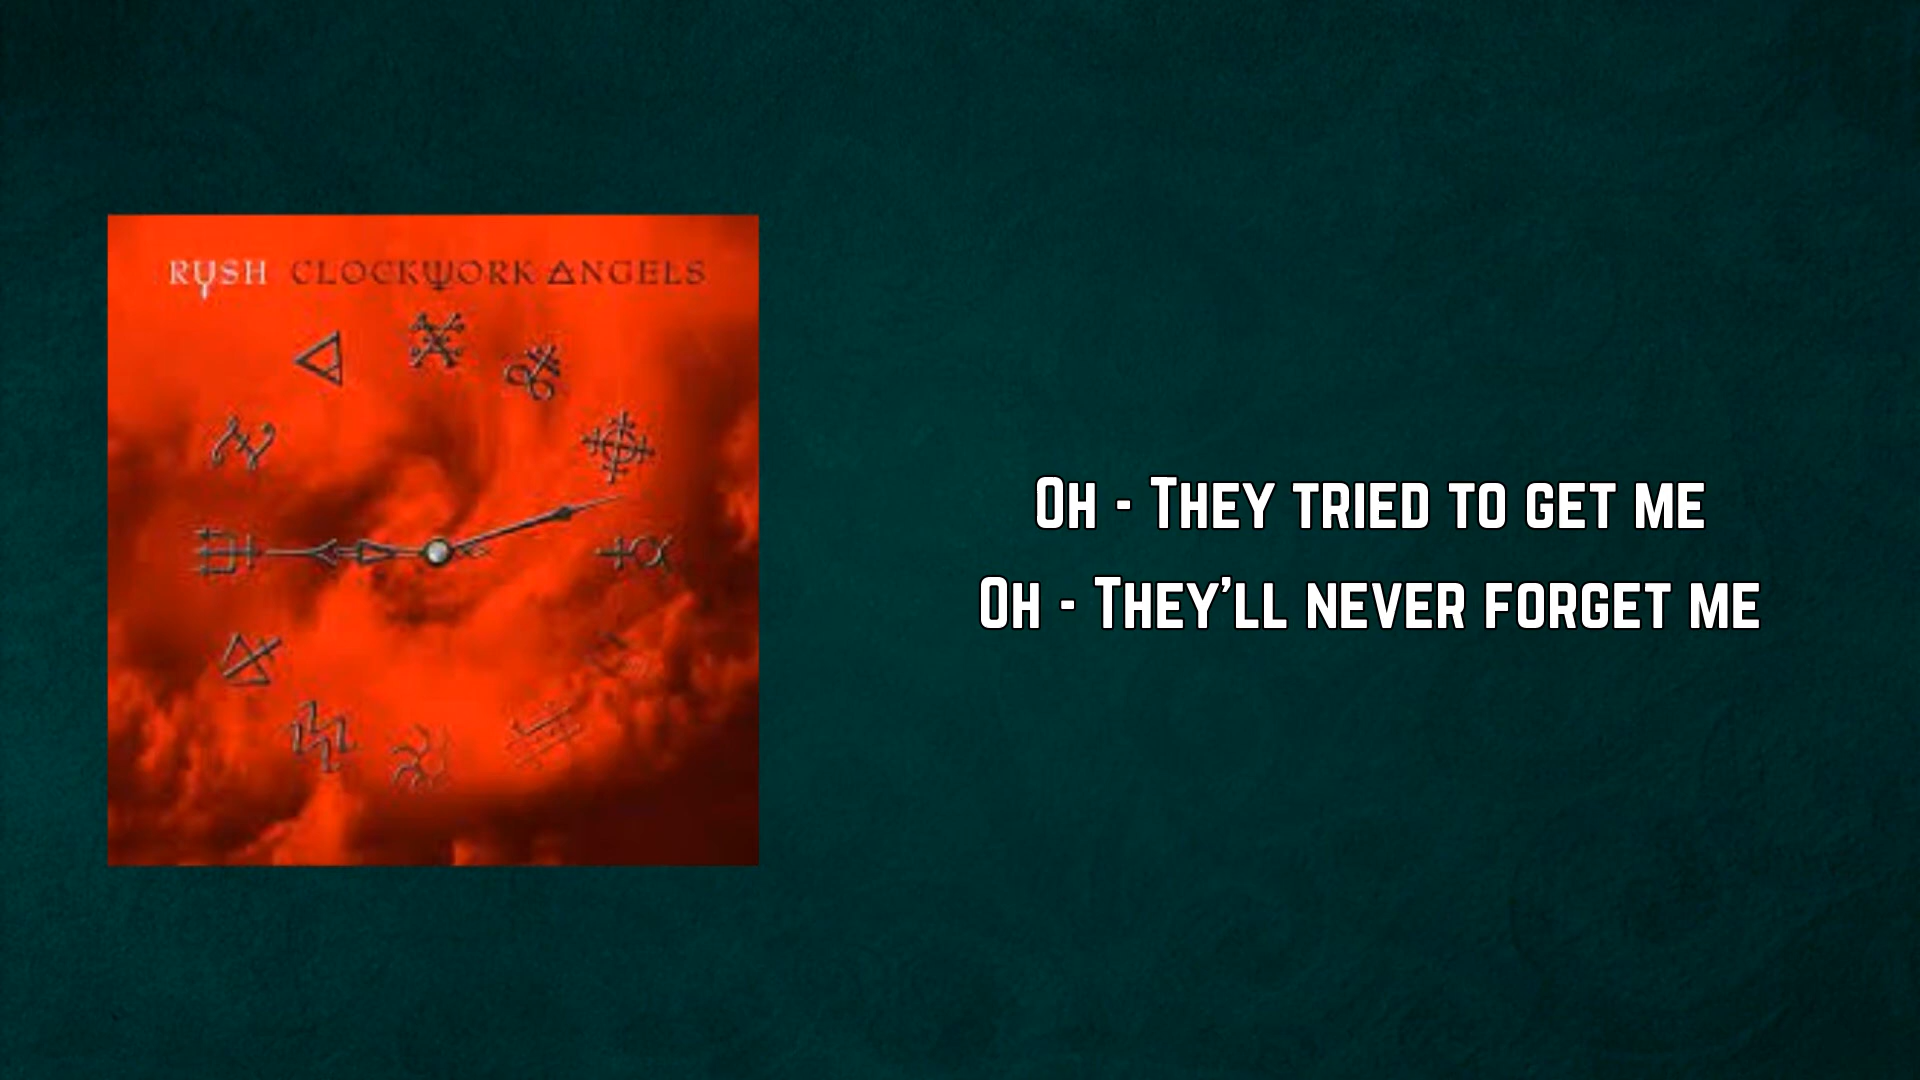 RUSH CLOCKWORK ANGELS
Oh - They tried to get me
Oh - They'll never forget me